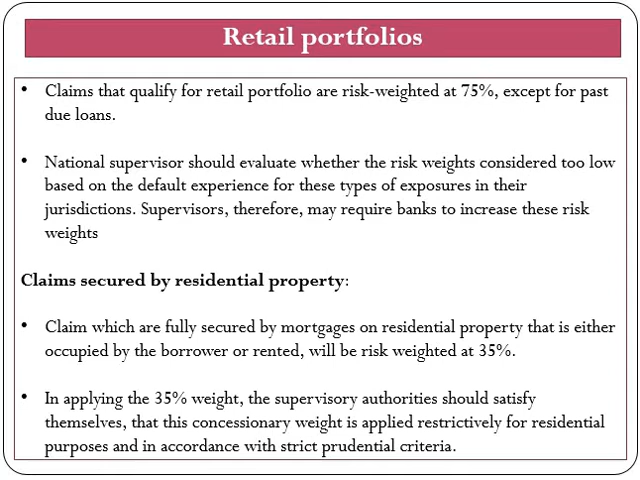 Retail portfolios
• Claims that qualify for retail portfolio are risk-weighted at 75%, except for past
due loans.
• National supervisor should evaluate whether the risk weights considered too low
based on the default experience for these types of exposures in their
jurisdictions. Supervisors, therefore, may require banks to increase these risk
weights
Claims secured by residential property:
• Claim which are fully secured by mortgages on residential property that is either
occupied by the borrower or rented, will be risk weighted at 35%.
• In applying the 35% weight, the supervisory authorities should satisfy
themselves, that this concessionary weight is applied restrictively for residential
purposes and in accordance with strict prudential criteria.